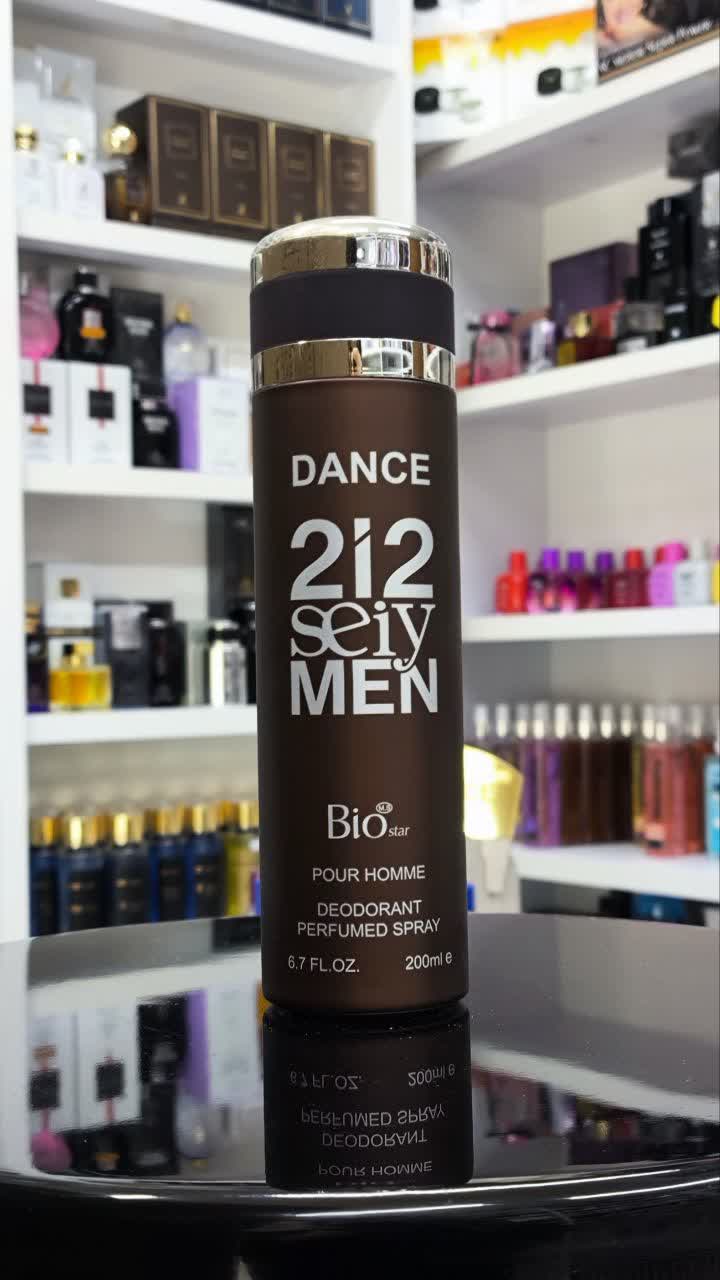 DANCE
212
seiy
MEN
Bio star
M.S
POUR HOMME
DEODORANT
PERFUMED SPRAY
6.7 FL.OZ. 200ml e